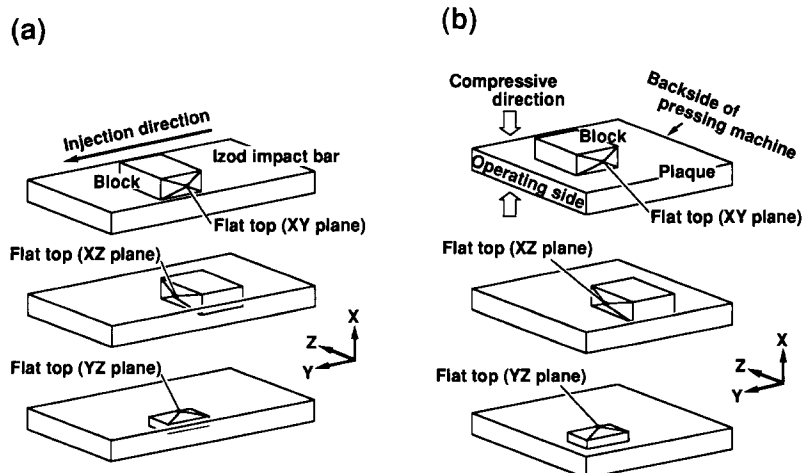 (a)
Injection direction
Izod impact bar
Block
Flat top (XY plane)
Flat top (XZ plane)
X
Z
Y
Flat top (YZ plane)
(b)
Compressive
direction
Backside of
pressing machine
Block
Operating side
Plaque
Flat top (XY plane)
Flat top (XZ plane)
X
Z
Y
Flat top (YZ plane)